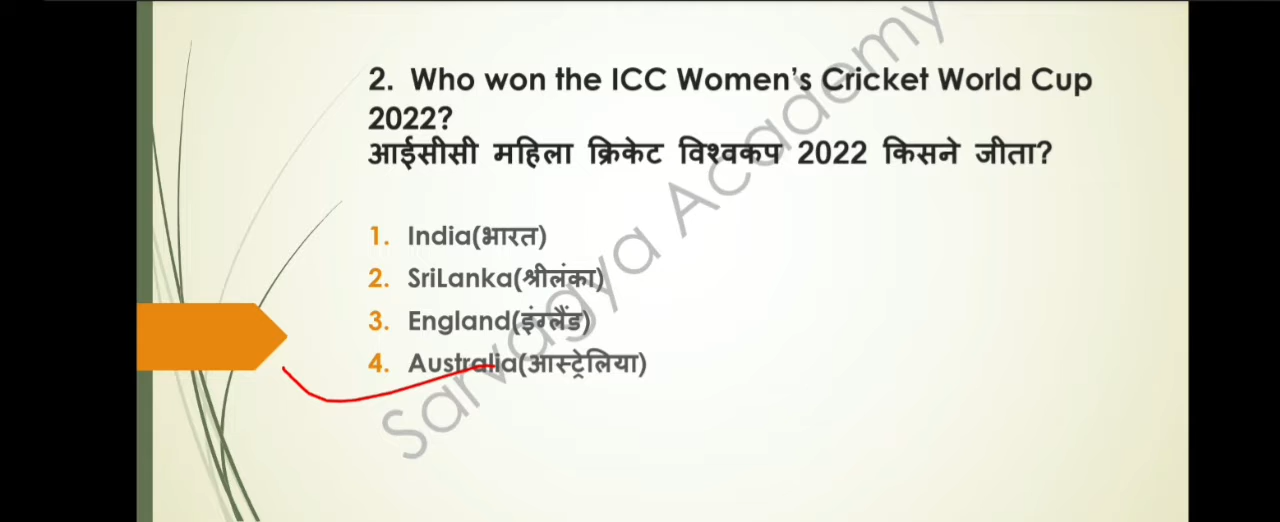 2. Who won the ICC Women's Cricket World Cup
2022?
आईसीसी महिला क्रिकेट विश्वकप 2022 किसने जीता?
1. India(भारत)
2. SriLanka(श्रीलंका)
3. England(इंग्लैंड)
4. Australia(आस्ट्रेलिया)
Sarvagya Academy